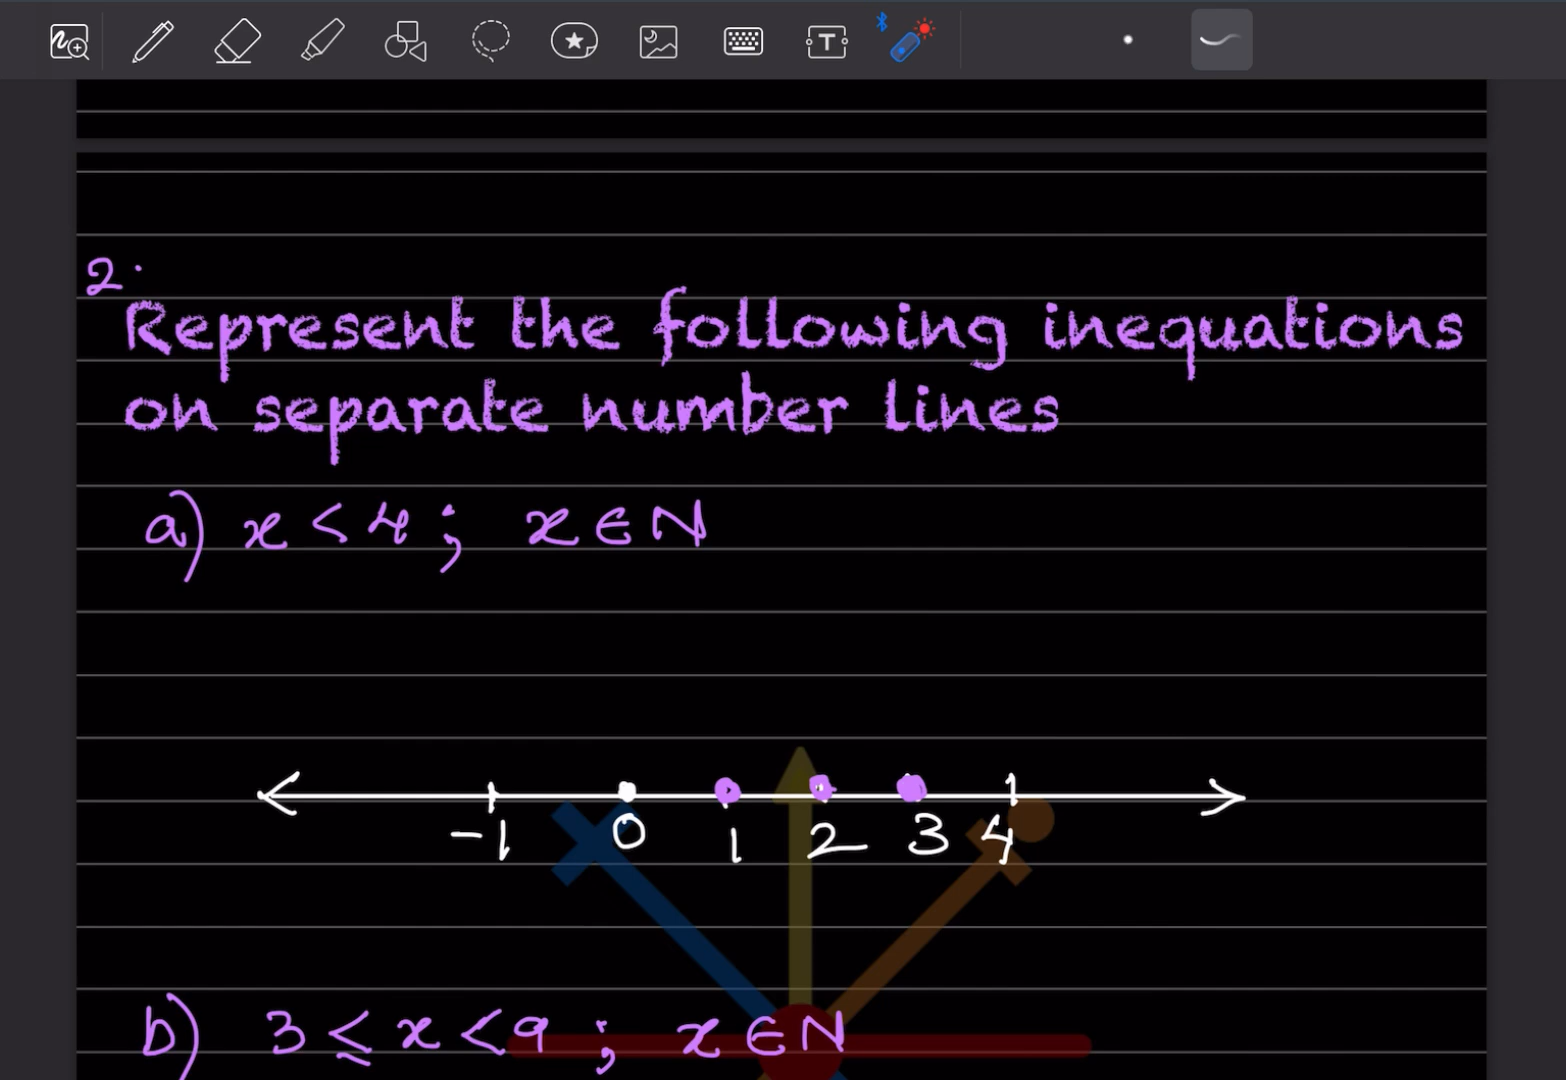 2.
Represent the following inequations
on separate number lines
a) x < 4 ; x ∈ N
-1 0 1 2 3 4
b) 3 ≤ x < 9 ; x ∈ N